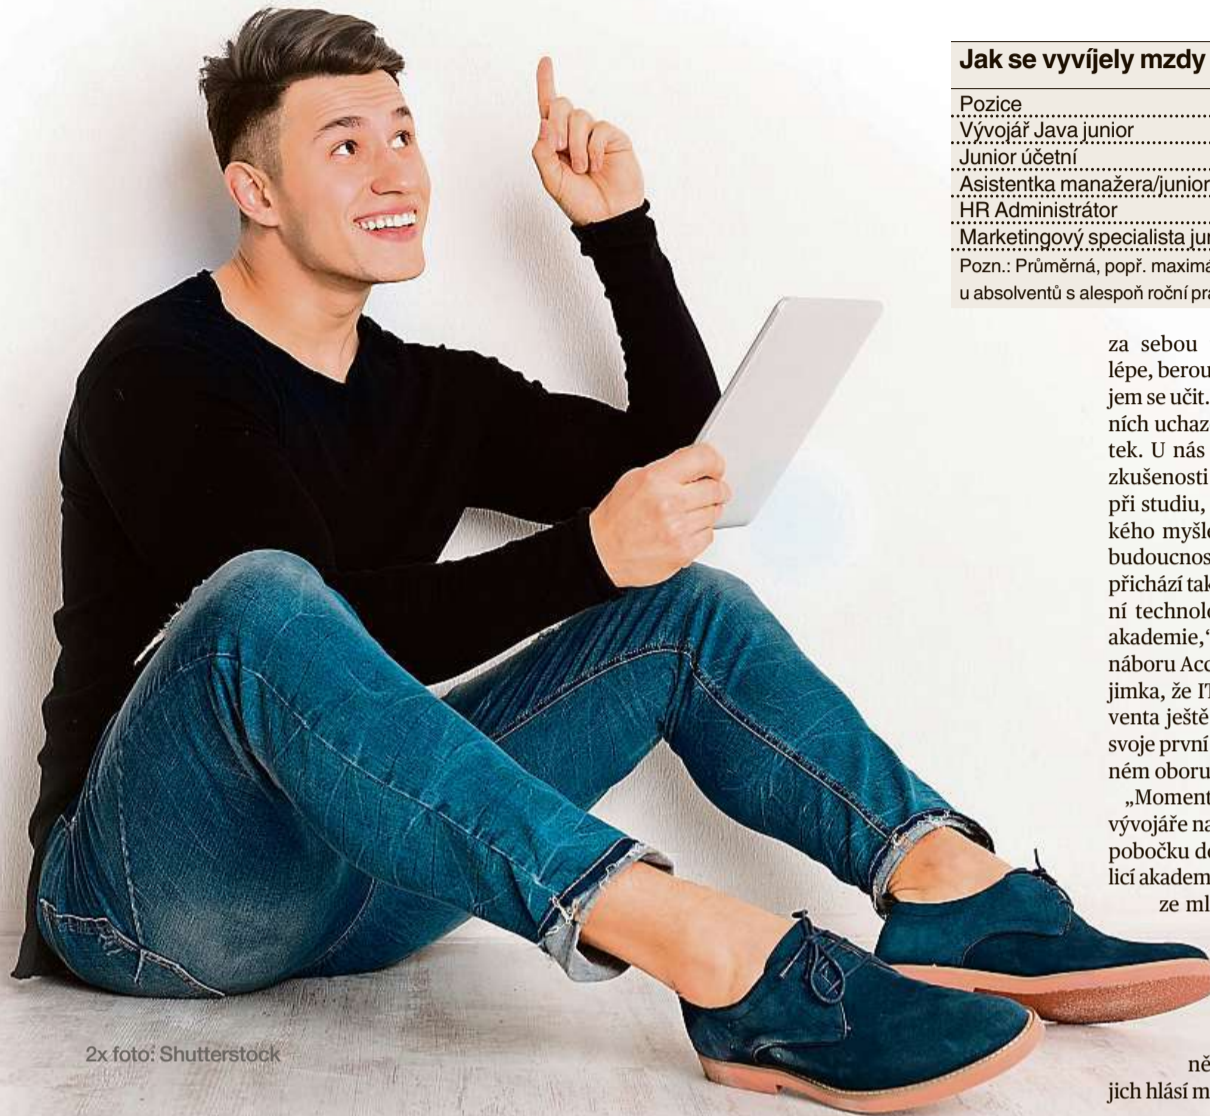 Jak se vyvíjely mzdy
Pozice
Vývojář Java junior
Junior účetní
Asistentka manažera/junior
HR Administrátor
Marketingový specialista jun
Pozn.: Průměrná, popř. maximá
u absolventů s alespoň roční pra
za sebou
lépe, berou
jem se učit.
ních uchaz
tek. U nás
zkušenosti
při studiu,
kého myšle
budoucnos
přichází tak
ní technolo
akademie,“
náboru Acc
jimka, že IT
venta ještě
svoje první
ném oboru
„Moment
vývojáře na
pobočku do
licí akadem
ze ml
ně
jich hlásí m
2x foto: Shutterstock